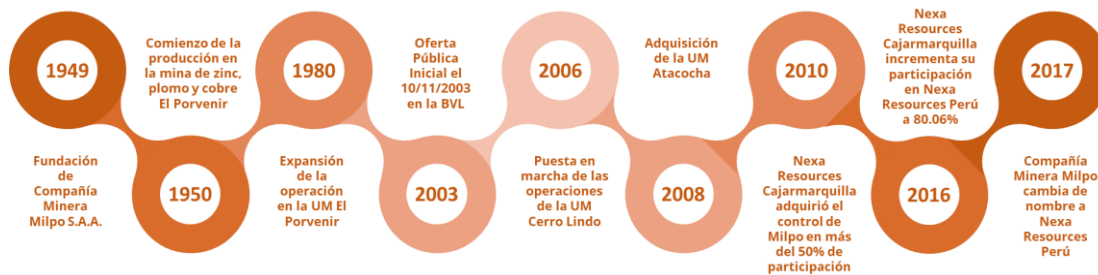 1949
Fundación
de
Compañía
Minera
Milpo S.A.A.
Comienzo de la
producción en
la mina de zinc,
plomo y cobre
El Porvenir
1950
1980
Expansión
de la
operación
en la UM El
Porvenir
Oferta
Pública
Inicial el
10/11/2003
en la BVL
2003
2006
Puesta en
marcha de las
operaciones
de la UM
Cerro Lindo
Adquisición
de la UM
Atacocha
2008
2010
Nexa
Resources
Cajarmarquilla
adquirió el
control de
Milpo en más
del 50% de
participación
Nexa
Resources
Cajarmarquilla
incrementa su
participación
en Nexa
Resources Perú
a 80.06%
2016
2017
Compañía
Minera Milpo
cambia de
nombre a
Nexa
Resources
Perú